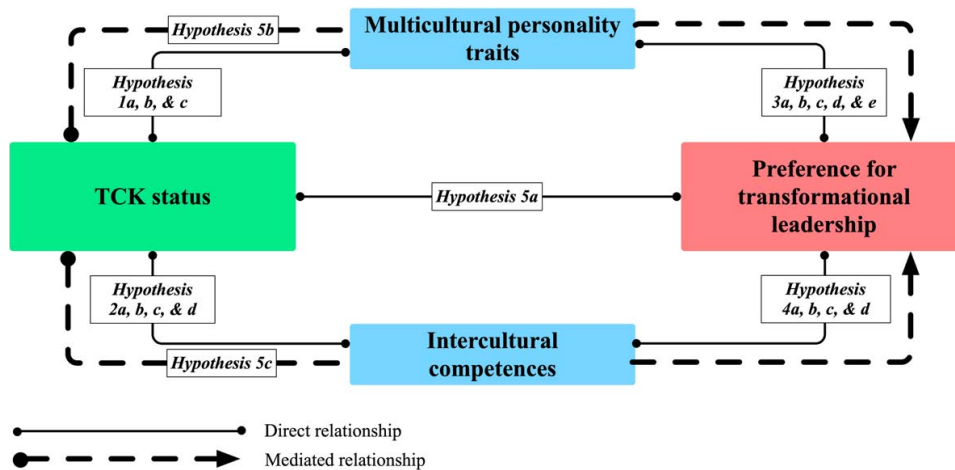 Hypothesis 5b
Multicultural personality
traits
Hypothesis
1a, b, & c
Hypothesis
3a, b, c, d, & e
TCK status
Hypothesis 5a
Preference for
transformational
leadership
Hypothesis
2a, b, c, & d
Hypothesis
4a, b, c, & d
Intercultural
competences
Hypothesis 5c
Direct relationship
Mediated relationship